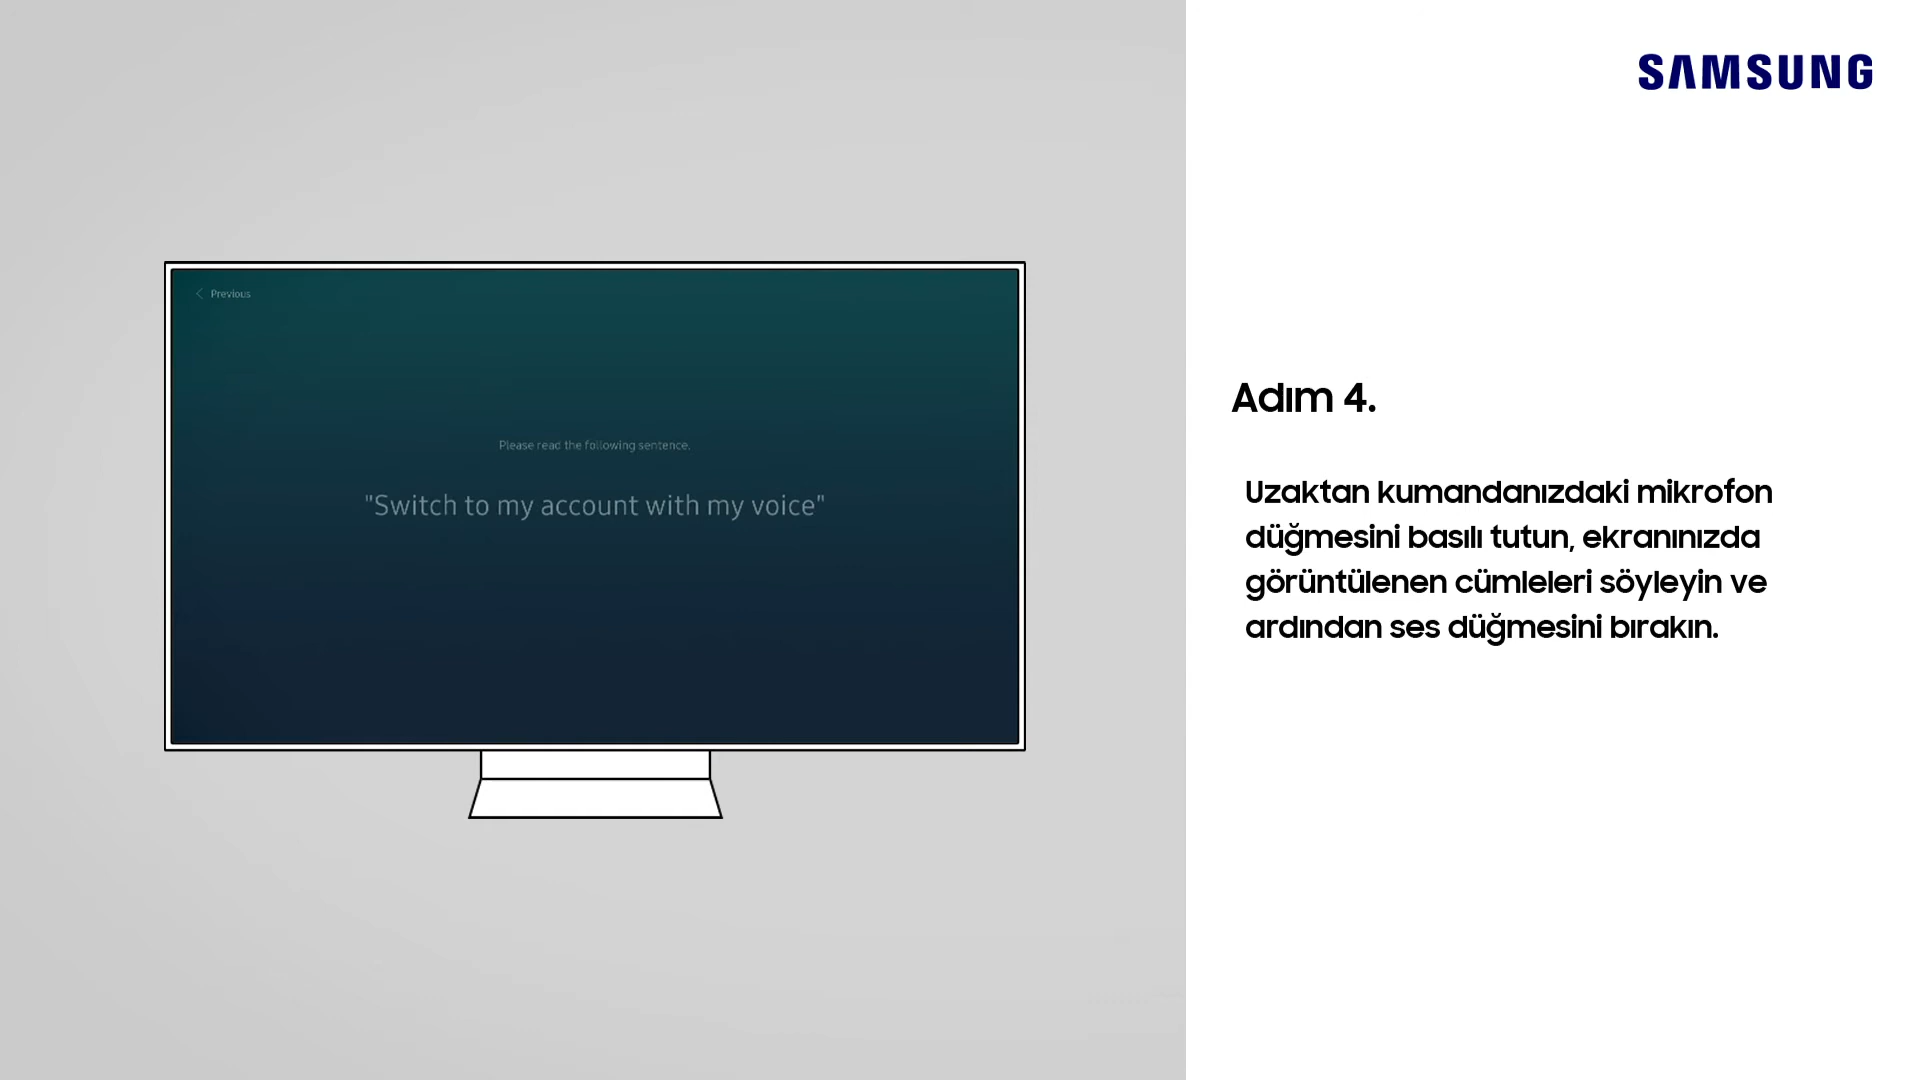 SAMSUNG
Previous
Please read the following sentence.
"Switch to my account with my voice"
Adım 4.
Uzaktan kumandanızdaki mikrofon
düğmesini basılı tutun, ekranınızda
görüntülenen cümleleri söyleyin ve
ardından ses düğmesini bırakın.